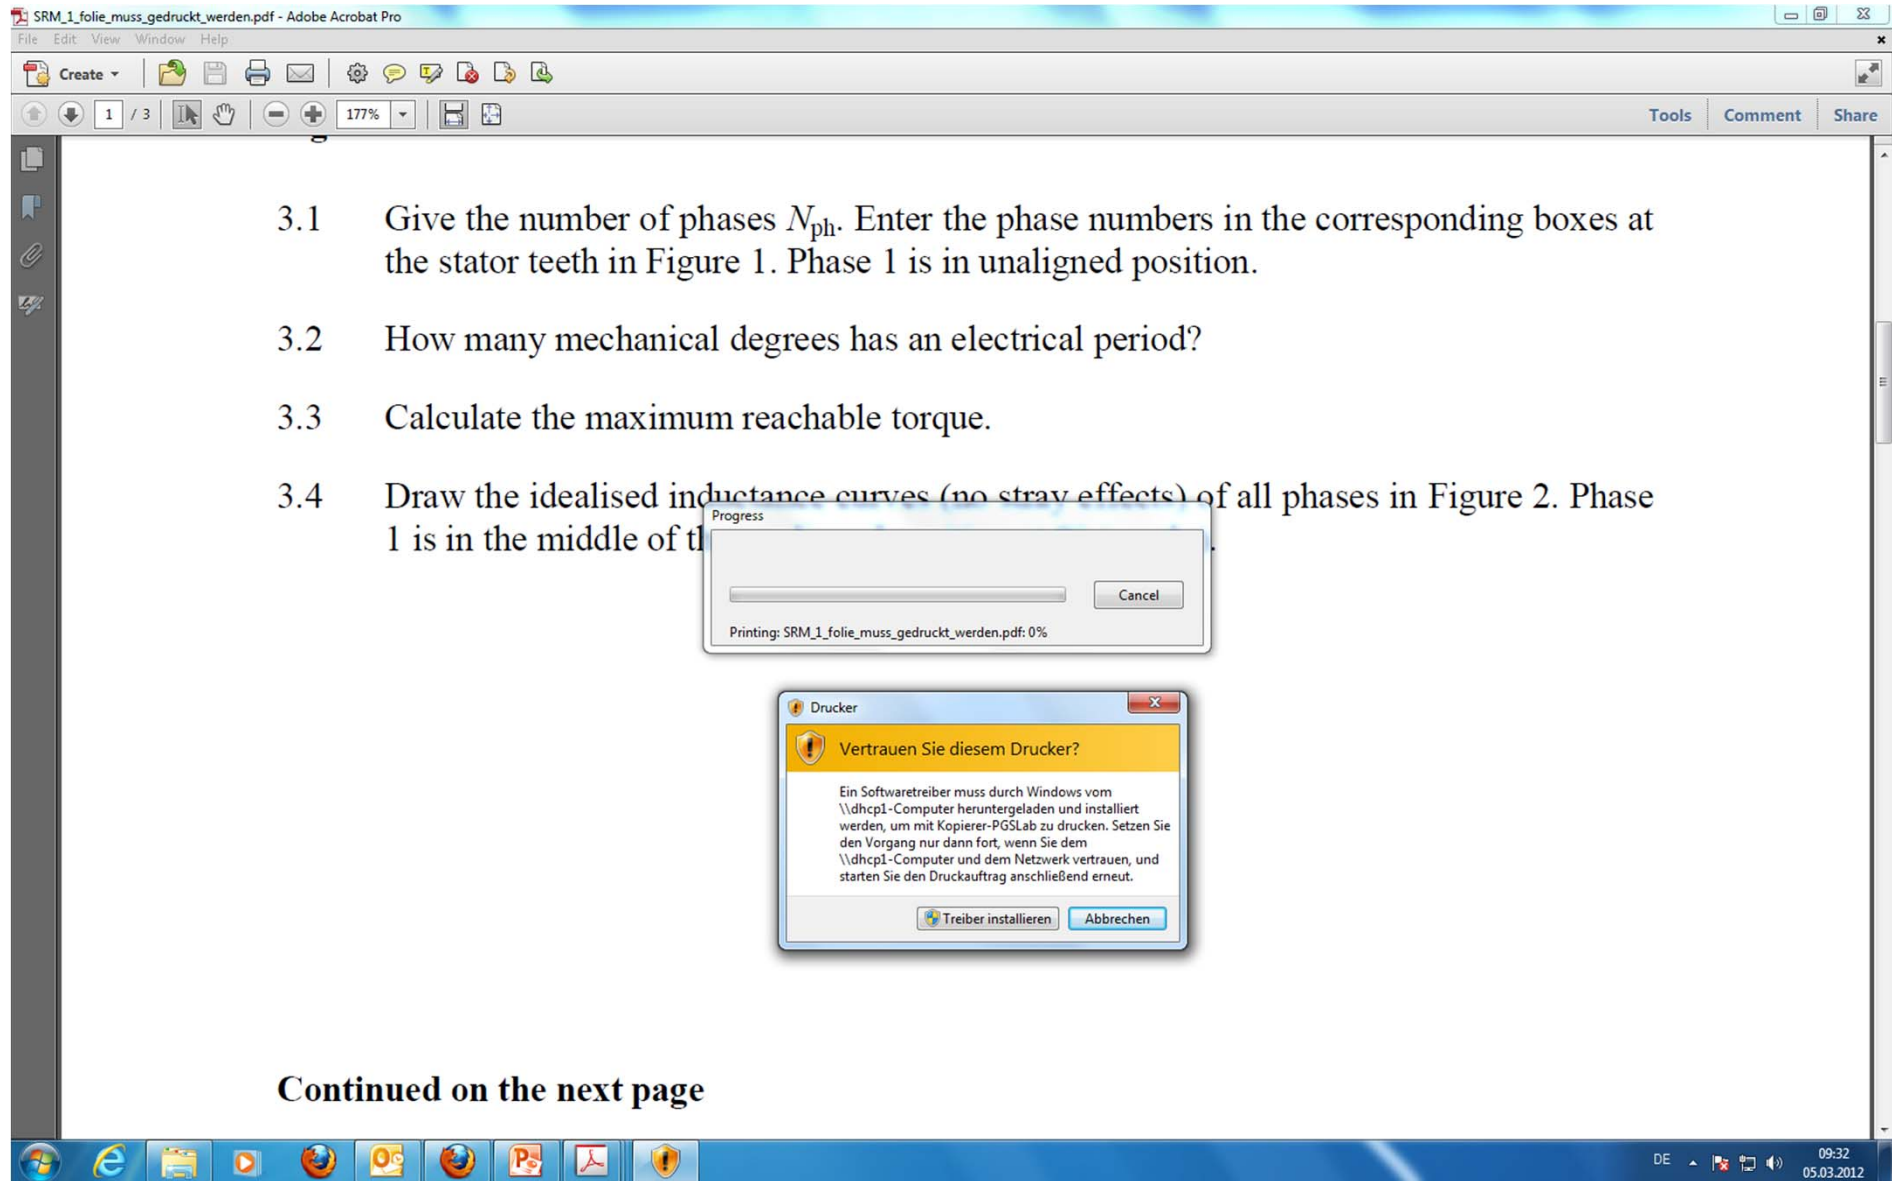 SRM_1_folie_muss_gedruckt_werden.pdf - Adobe Acrobat Pro
File Edit View Window Help
Create
1 / 3 177% Tools Comment Share
3.1 Give the number of phases Nph. Enter the phase numbers in the corresponding boxes at
the stator teeth in Figure 1. Phase 1 is in unaligned position.
3.2 How many mechanical degrees has an electrical period?
3.3 Calculate the maximum reachable torque.
3.4 Draw the idealised inductance curves (no stray effects) of all phases in Figure 2. Phase
1 is in the middle of
Progress
Cancel
Printing: SRM_1_folie_muss_gedruckt_werden.pdf: 0%
Drucker
Vertrauen Sie diesem Drucker?
Ein Softwaretreiber muss durch Windows vom
\\dhcp1-Computer heruntergeladen und installiert
werden, um mit Kopierer-PGSLab zu drucken. Setzen Sie
den Vorgang nur dann fort, wenn Sie dem
\\dhcp1-Computer und dem Netzwerk vertrauen, und
starten Sie den Druckauftrag anschließend erneut.
Treiber installieren Abbrechen
Continued on the next page
DE 09:32
05.03.2012